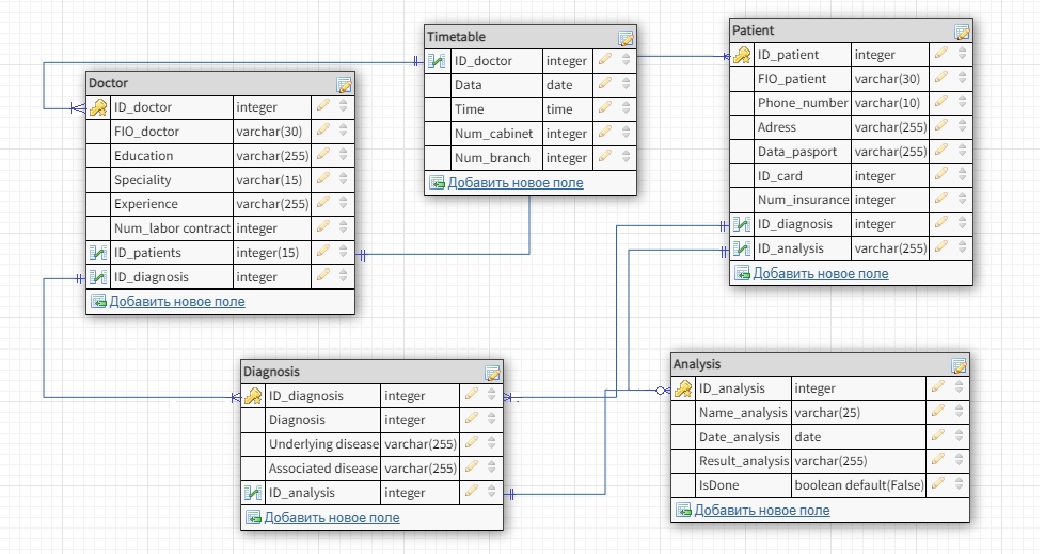 Timetable
ID_doctor integer
Data date
Time time
Num_cabinet integer
Num_branch integer
Добавить новое поле
Patient
ID_patient integer
FIO_patient varchar(30)
Phone_number varchar(10)
Adress varchar(255)
Data_pasport varchar(255)
ID_card integer
Num_insurance integer
ID_diagnosis integer
ID_analysis varchar(255)
Добавить новое поле
Doctor
ID_doctor integer
FIO_doctor varchar(30)
Education varchar(255)
Speciality varchar(15)
Experience varchar(255)
Num_labor contract integer
ID_patients integer(15)
ID_diagnosis integer
Добавить новое поле
Diagnosis
ID_diagnosis integer
Diagnosis integer
Underlying disease varchar(255)
Associated disease varchar(255)
ID_analysis integer
Добавить новое поле
Analysis
ID_analysis integer
Name_analysis varchar(25)
Date_analysis date
Result_analysis varchar(255)
IsDone boolean default(False)
Добавить новое поле